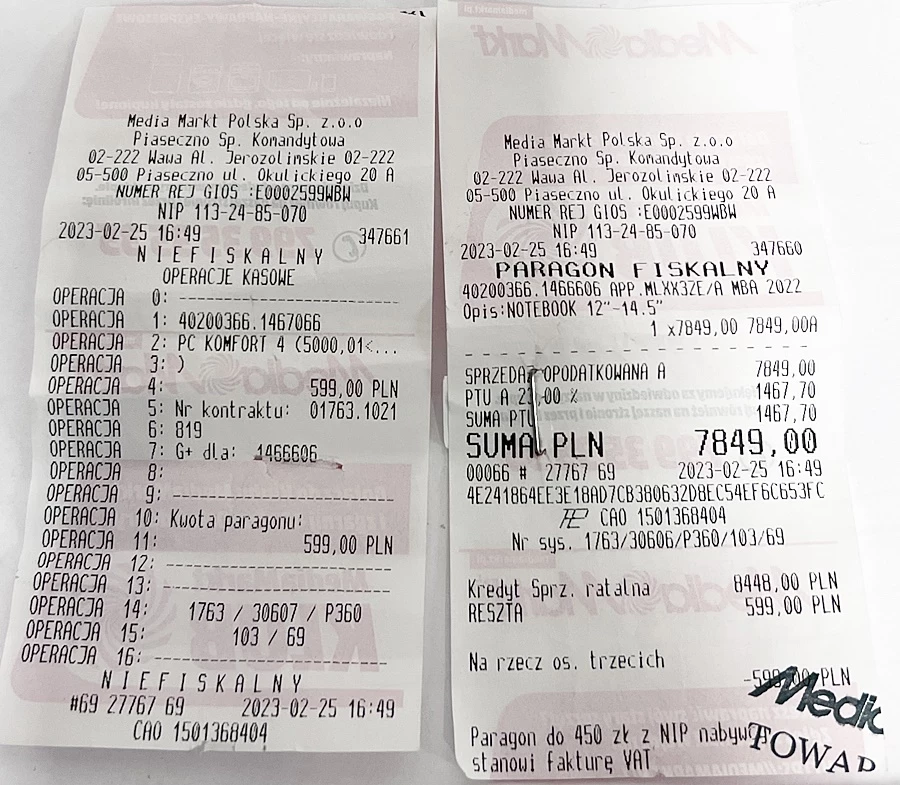 Media Markt Polska Sp. z.o.o
Piaseczno Sp. Komandytowa
02-222 Wawa Al. Jerozolimskie 02-222
05-500 Piaseczno ul. Okulickiego 20 A
NUMER REJ GIOS :E0002599WBW
NIP 113-24-85-070
2023-02-25 16:49 347661
NIEFISKALNY
OPERACJE KASOWE
OPERACJA 0: --------------------
OPERACJA 1: 40200366.1467066
OPERACJA 2: PC KOMFORT 4 (5000,01<...
OPERACJA 3: )
OPERACJA 4: 599,00 PLN
OPERACJA 5: Nr kontraktu: 01763.1021
OPERACJA 6: 819
OPERACJA 7: G+ dla: 1466606
OPERACJA 8:
OPERACJA 9: --------------------
OPERACJA 10: Kwota paragonu:
OPERACJA 11: 599,00 PLN
OPERACJA 12: --------------------
OPERACJA 13: --------------------
OPERACJA 14: 1763 / 30607 / P360
OPERACJA 15: 103 / 69
OPERACJA 16: --------------------
NIEFISKALNY
#69 27767 69 2023-02-25 16:49
CAO 1501368404
Media Markt Polska Sp. z.o.o
Piaseczno Sp. Komandytowa
02-222 Wawa Al. Jerozolimskie 02-222
05-500 Piaseczno ul. Okulickiego 20 A
NUMER REJ GIOS :E0002599WBW
NIP 113-24-85-070
2023-02-25 16:49 347660
PARAGON FISKALNY
40200366.1466606 APP.MLXX3ZE/A MBA 2022
Opis:NOTEBOOK 12"-14.5"
1 x7849,00 7849,00A
SPRZEDAŻ OPODATKOWANA A 7849,00
PTU A 23,00 % 1467,70
SUMA PTU 1467,70
SUMA PLN 7849,00
00066 # 27767 69 2023-02-25 16:49
4E241864EE3E18AD7CB380632D8EC54EF6C653FC
CAO 1501368404
Nr sys. 1763/30606/P360/103/69
Kredyt Sprz. ratalna 8448,00 PLN
RESZTA 599,00 PLN
Na rzecz os. trzecich
-599,00 PLN
Media
TOWAR
Paragon do 450 zł z NIP nabywcy
stanowi fakturę VAT